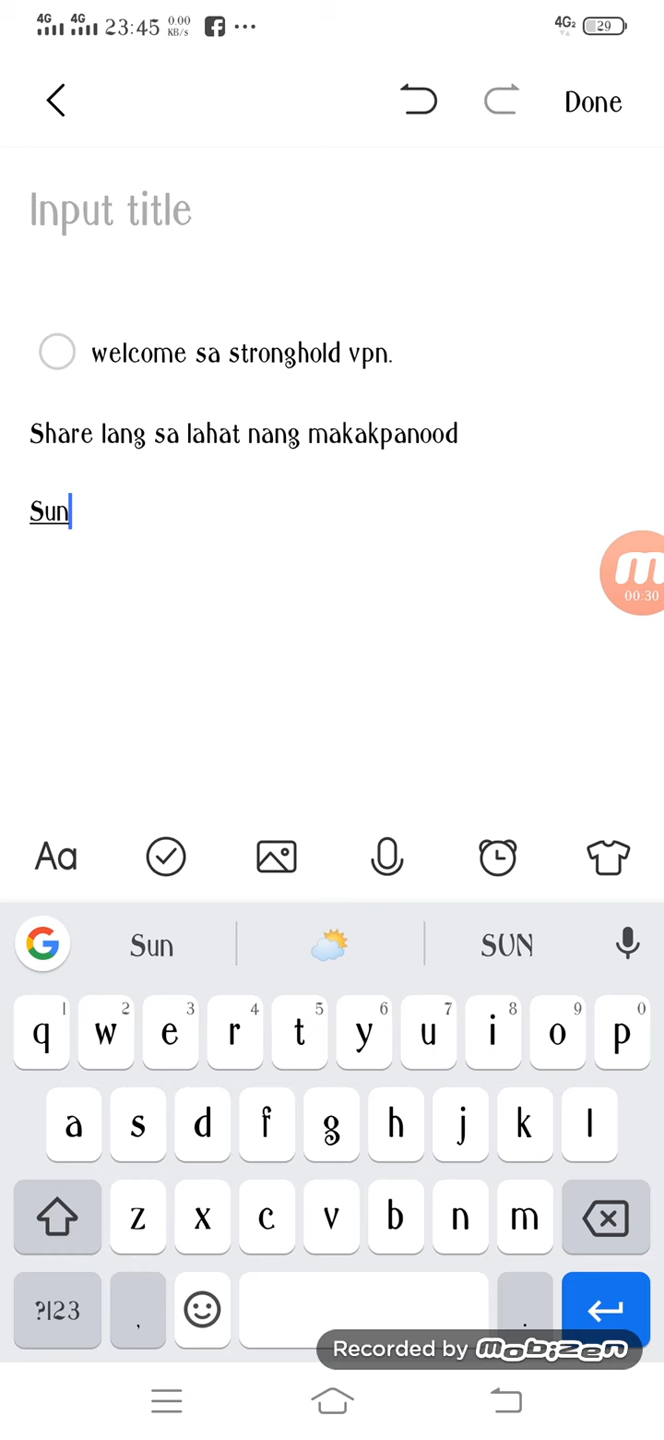 4G 4G 23:45 0.00 KB/s 4G2 29
Done
Input title
welcome sa stronghold vpn.
Share lang sa lahat nang makakpanood
Sun
00:30
Aa
G Sun SUN
q 1 w 2 e 3 r 4 t 5 y 6 u 7 i 8 o 9 p 0
a s d f g h j k l
z x c v b n m
?123 , .
Recorded by mobizen